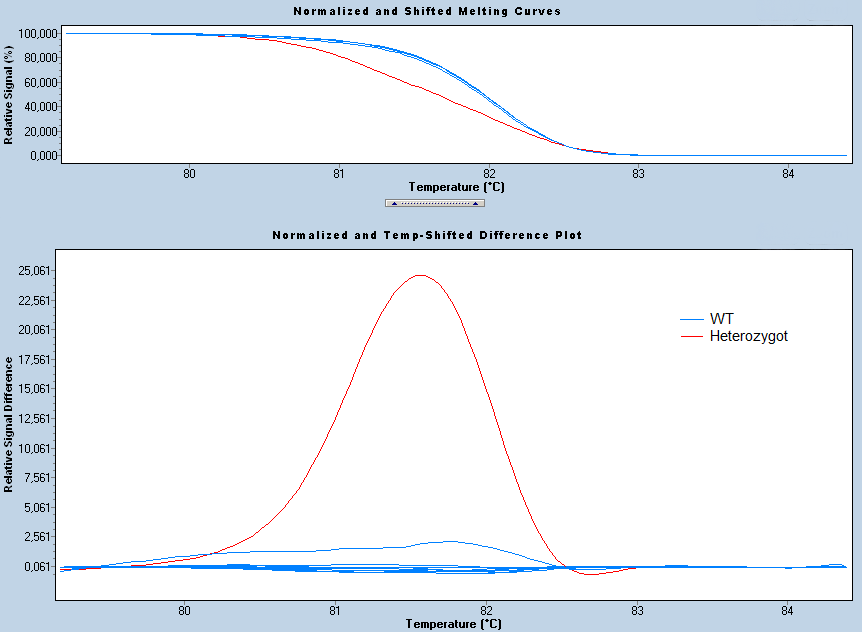 Normalized and Shifted Melting Curves
Relative Signal (%)
100,000
80,000
60,000
40,000
20,000
0,000
80 81 82 83 84
Temperature (°C)
Normalized and Temp-Shifted Difference Plot
Relative Signal Difference
25,061
22,561
20,061
17,561
15,061
12,561
10,061
7,561
5,061
2,561
0,061
WT
Heterozygot
80 81 82 83 84
Temperature (°C)